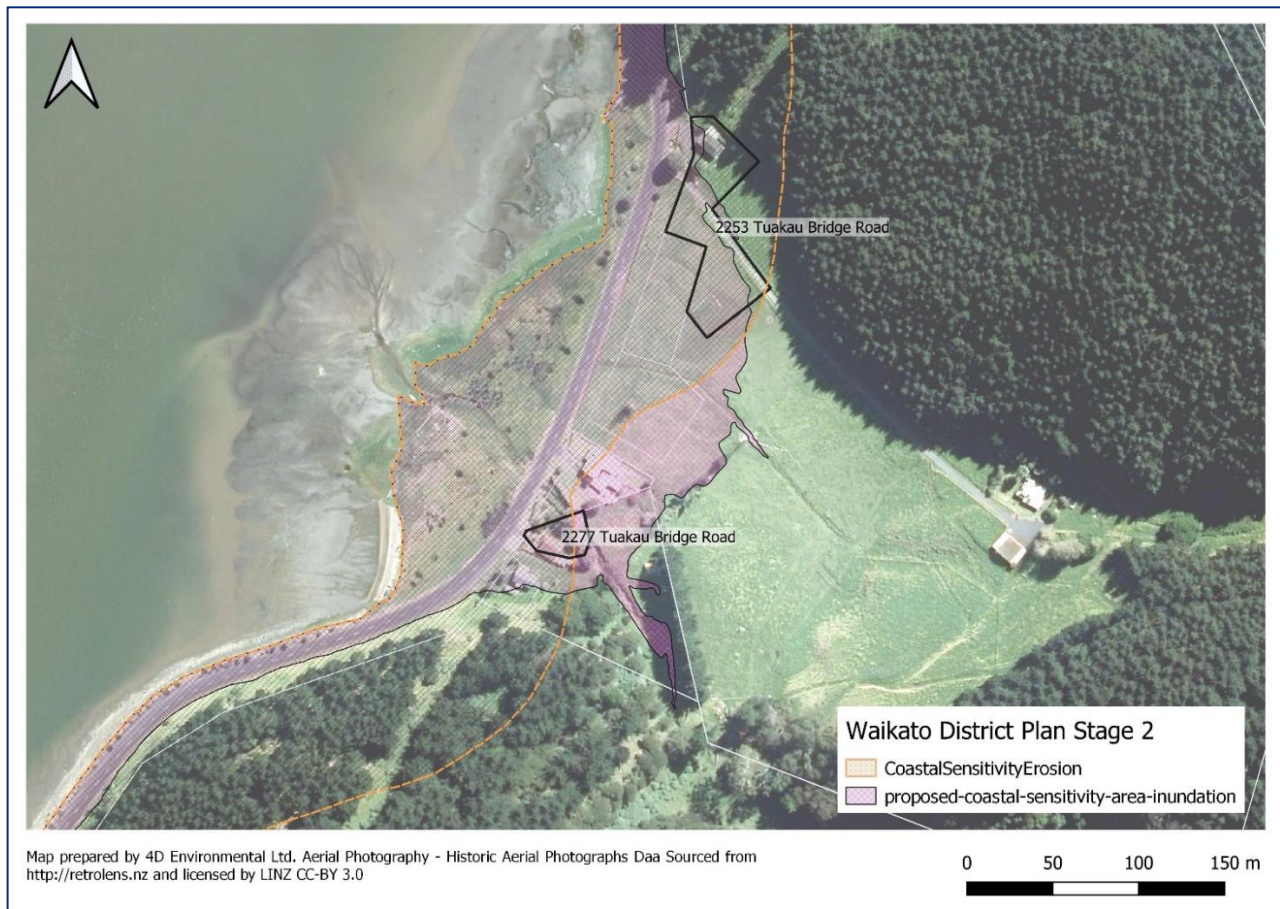 2253 Tuakau Bridge Road
2277 Tuakau Bridge Road
Waikato District Plan Stage 2
CoastalSensitivityErosion
proposed-coastal-sensitivity-area-inundation
Map prepared by 4D Environmental Ltd. Aerial Photography - Historic Aerial Photographs Daa Sourced from
http://retrolens.nz and licensed by LINZ CC-BY 3.0
0 50 100 150 m